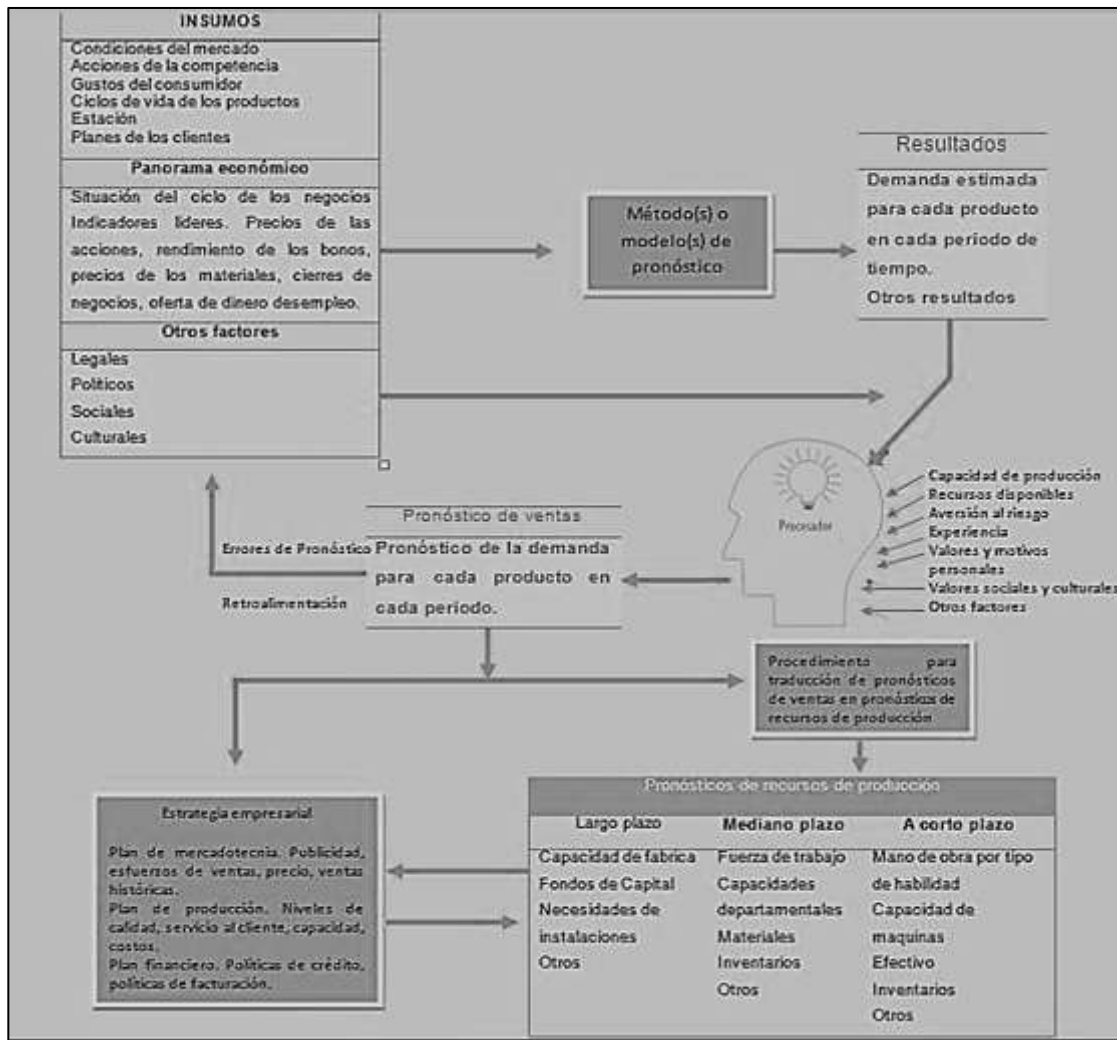 INSUMOS
Condiciones del mercado
Acciones de la competencia
Gustos del consumidor
Ciclos de vida de los productos
Estación
Planes de los clientes
Panorama económico
Situación del ciclo de los negocios
Indicadores lideres. Precios de las
acciones, rendimiento de los bonos,
precios de los materiales, cierres de
negocios, oferta de dinero desempleo.
Otros factores
Legales
Políticos
Sociales
Culturales
Método(s) o
modelo(s) de
pronóstico
Resultados
Demanda estimada
para cada producto
en cada periodo de
tiempo.
Otros resultados
Procesador
Capacidad de producción
Recursos disponibles
Aversión al riesgo
Experiencia
Valores y motivos
personales
Valores sociales y culturales
Otros factores
Pronóstico de ventas
Pronóstico de la demanda
para cada producto en
cada periodo.
Errores de Pronóstico
Retroalimentación
Procedimiento para
traducción de pronósticos
de ventas en pronósticos de
recursos de producción
Estrategia empresarial
Plan de mercadotecnia. Publicidad,
esfuerzos de ventas, precio, ventas
históricas.
Plan de producción. Niveles de
calidad, servicio al cliente, capacidad,
costos.
Plan financiero. Políticas de crédito,
políticas de facturación.
Pronósticos de recursos de producción
Largo plazo
Capacidad de fabrica
Fondos de Capital
Necesidades de
instalaciones
Otros
Mediano plazo
Fuerza de trabajo
Capacidades
departamentales
Materiales
Inventarios
Otros
A corto plazo
Mano de obra por tipo
de habilidad
Capacidad de
maquinas
Efectivo
Inventarios
Otros